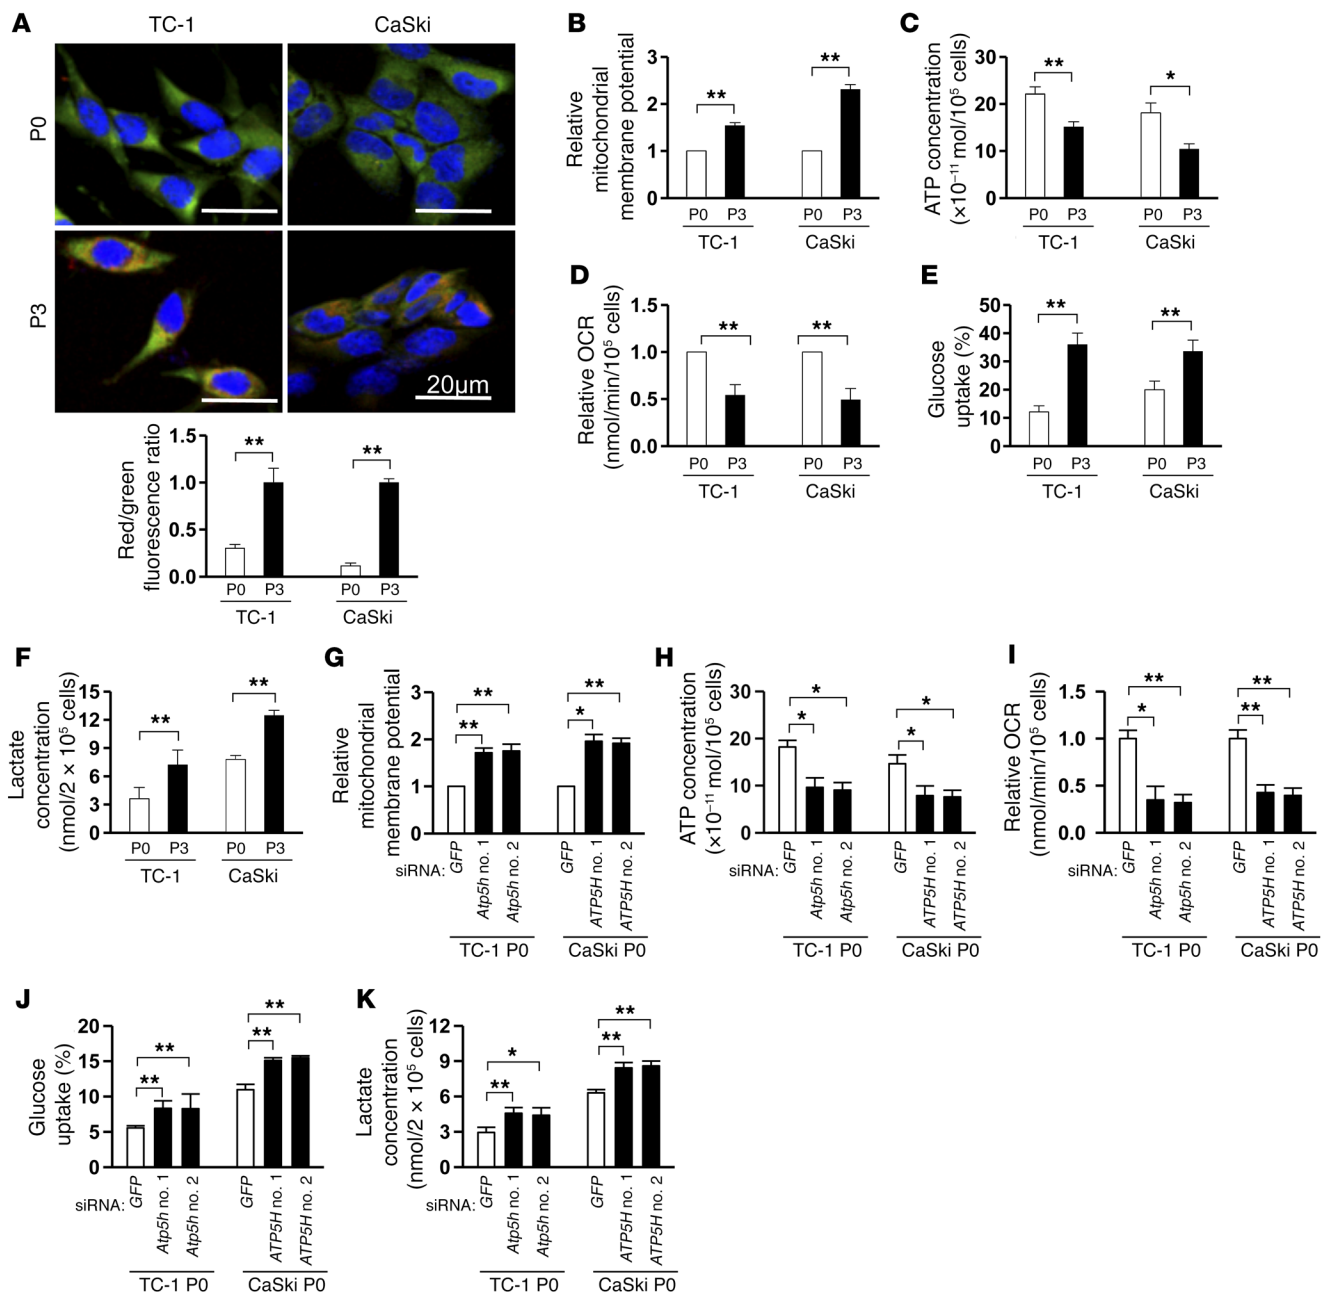 A
TC-1
CaSki
P0
P3
20μm
Red/green
fluorescence ratio
1.5
1.0
0.5
0.0
**
**
P0 P3 P0 P3
TC-1 CaSki
B
Relative
mitochondrial
membrane potential
3
2
1
0
**
**
P0 P3 P0 P3
TC-1 CaSki
C
ATP concentration
(×10⁻¹¹ mol/10⁵ cells)
30
20
10
0
**
*
P0 P3 P0 P3
TC-1 CaSki
D
Relative OCR
(nmol/min/10⁵ cells)
1.5
1.0
0.5
0.0
**
**
P0 P3 P0 P3
TC-1 CaSki
E
Glucose
uptake (%)
50
40
30
20
10
0
**
**
P0 P3 P0 P3
TC-1 CaSki
F
Lactate
concentration
(nmol/2 × 10⁵ cells)
15
12
9
6
3
0
**
**
P0 P3 P0 P3
TC-1 CaSki
G
Relative
mitochondrial
membrane potential
3
2
1
0
**
**
**
*
siRNA: GFP Atp5h no. 1 Atp5h no. 2 GFP ATP5H no. 1 ATP5H no. 2
TC-1 P0 CaSki P0
H
ATP concentration
(×10⁻¹¹ mol/10⁵ cells)
30
20
10
0
*
*
*
*
siRNA: GFP Atp5h no. 1 Atp5h no. 2 GFP ATP5H no. 1 ATP5H no. 2
TC-1 P0 CaSki P0
I
Relative OCR
(nmol/min/10⁵ cells)
1.5
1.0
0.5
0.0
**
*
**
**
siRNA: GFP Atp5h no. 1 Atp5h no. 2 GFP ATP5H no. 1 ATP5H no. 2
TC-1 P0 CaSki P0
J
Glucose
uptake (%)
20
15
10
5
0
**
**
**
**
siRNA: GFP Atp5h no. 1 Atp5h no. 2 GFP ATP5H no. 1 ATP5H no. 2
TC-1 P0 CaSki P0
K
Lactate
concentration
(nmol/2 × 10⁵ cells)
12
9
6
3
0
*
**
**
**
siRNA: GFP Atp5h no. 1 Atp5h no. 2 GFP ATP5H no. 1 ATP5H no. 2
TC-1 P0 CaSki P0